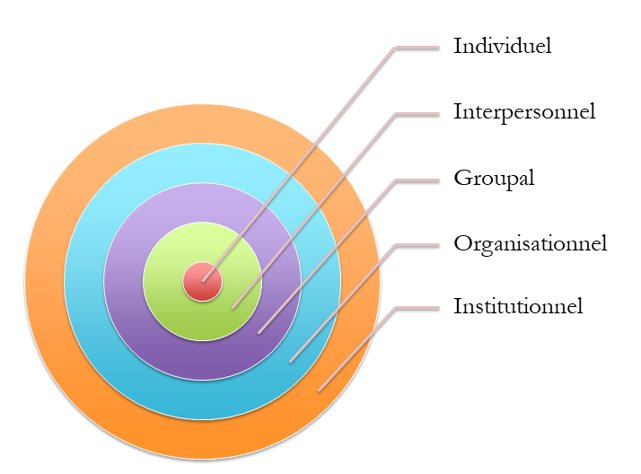 Individuel
Interpersonnel
Groupal
Organisationnel
Institutionnel